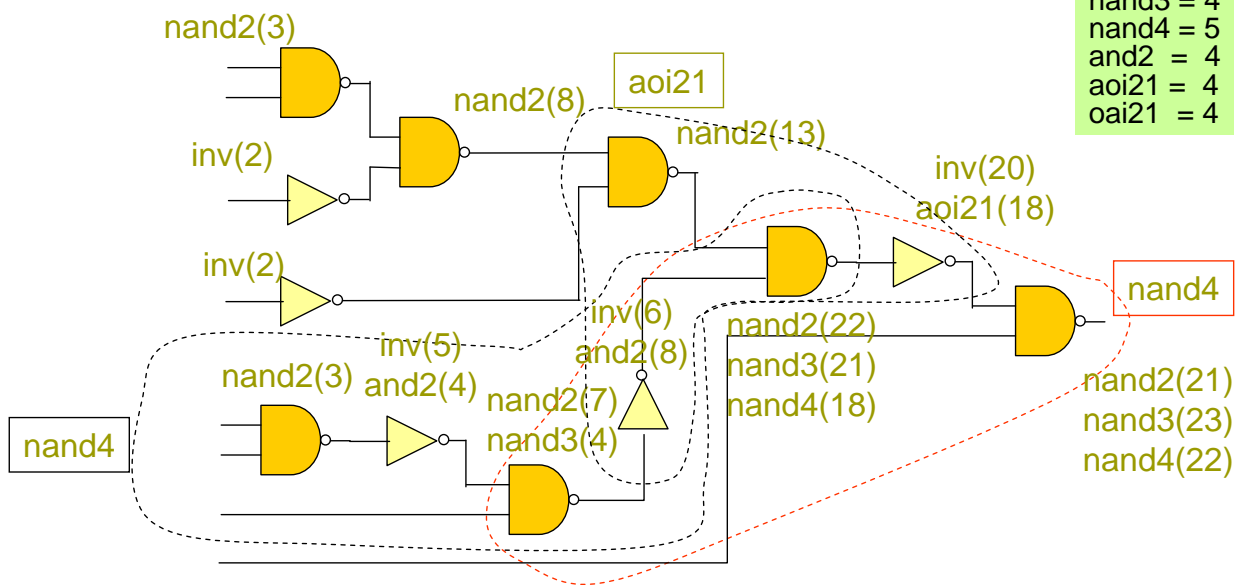 nand3 = 4
nand4 = 5
and2 = 4
aoi21 = 4
oai21 = 4
nand2(3)
aoi21
nand2(8)
nand2(13)
inv(2)
inv(20)
aoi21(18)
inv(2)
nand4
inv(6)
and2(8)
nand2(22)
nand3(21)
nand4(18)
inv(5)
and2(4)
nand2(3)
nand2(7)
nand3(4)
nand2(21)
nand3(23)
nand4(22)
nand4